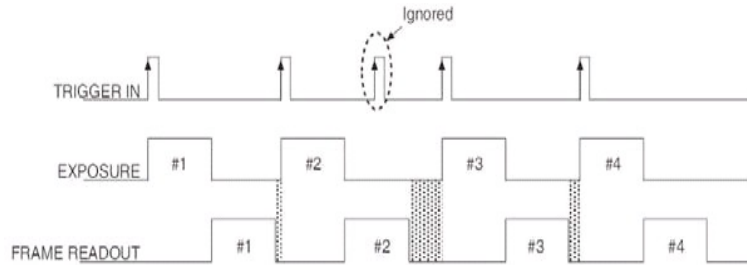 Ignored
TRIGGER IN
EXPOSURE
#1 #2 #3 #4
FRAME READOUT
#1 #2 #3 #4